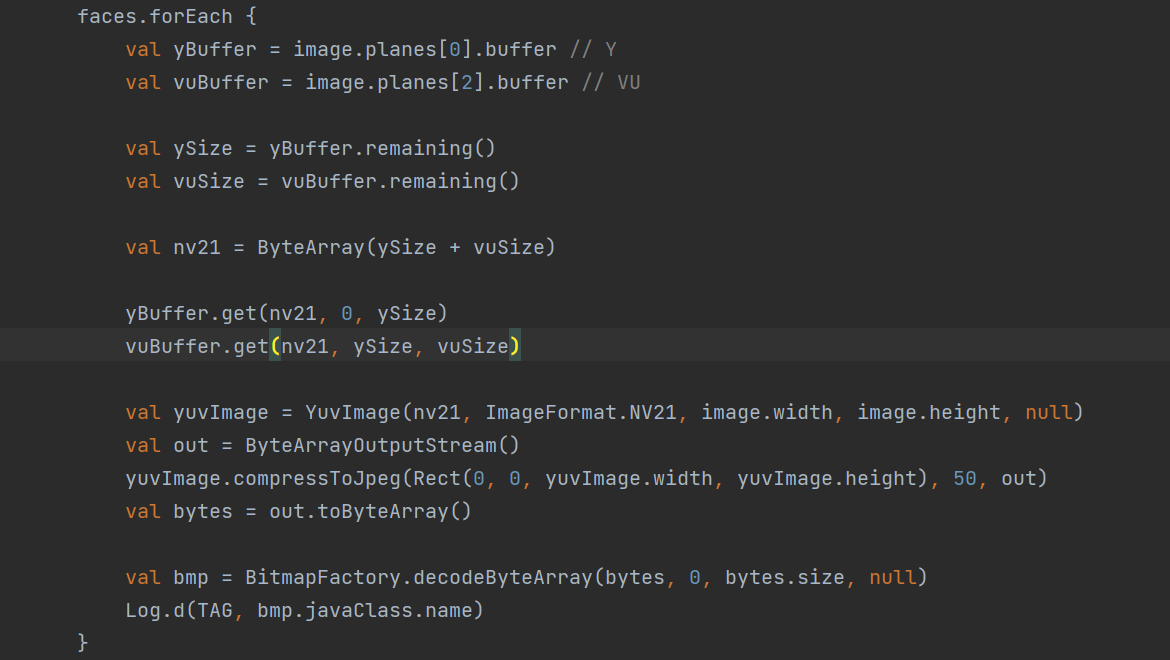 faces.forEach {
val yBuffer = image.planes[0].buffer // Y
val vuBuffer = image.planes[2].buffer // VU
val ySize = yBuffer.remaining()
val vuSize = vuBuffer.remaining()
val nv21 = ByteArray(ySize + vuSize)
yBuffer.get(nv21, 0, ySize)
vuBuffer.get(nv21, ySize, vuSize)
val yuvImage = YuvImage(nv21, ImageFormat.NV21, image.width, image.height, null)
val out = ByteArrayOutputStream()
yuvImage.compressToJpeg(Rect(0, 0, yuvImage.width, yuvImage.height), 50, out)
val bytes = out.toByteArray()
val bmp = BitmapFactory.decodeByteArray(bytes, 0, bytes.size, null)
Log.d(TAG, bmp.javaClass.name)
}